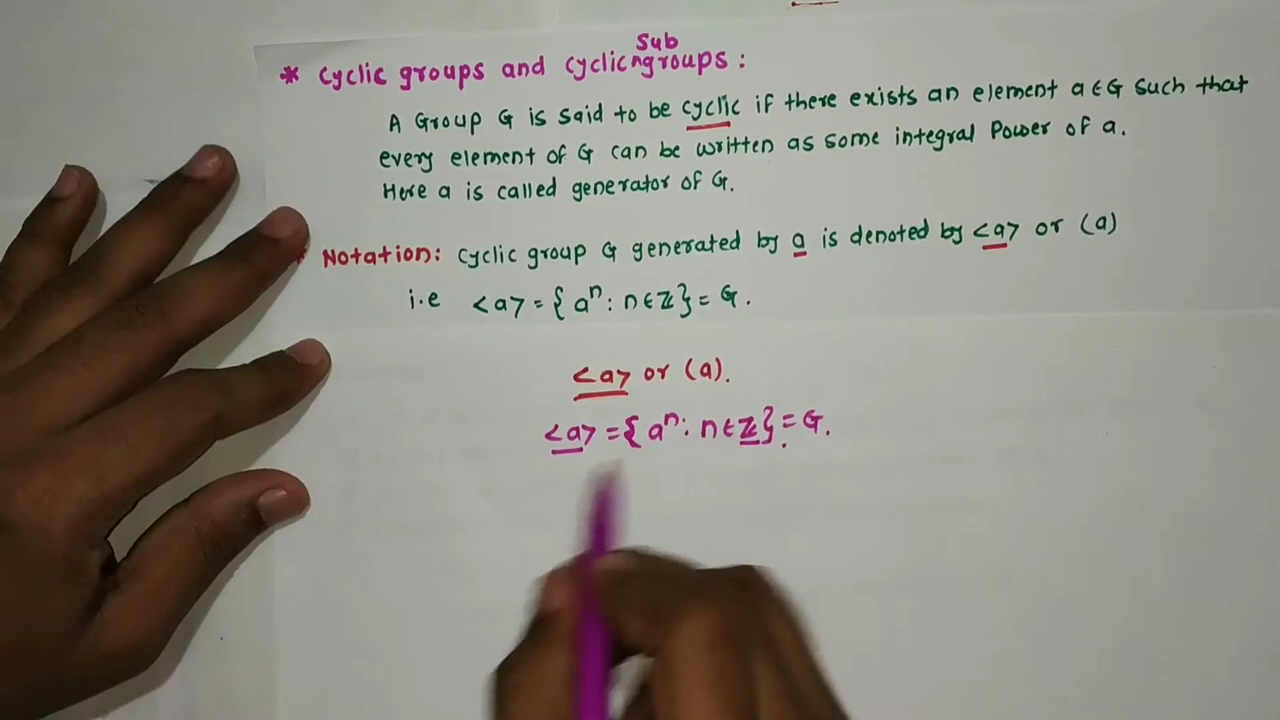 * Cyclic groups and cyclic^Subgroups :
A Group G is said to be cyclic if there exists an element a∈G such that
every element of G can be written as some integral Power of a.
Here a is called generator of G.
* Notation: cyclic group G generated by a is denoted by <a> or (a)
i.e <a> = { aⁿ : n∈ℤ} = G.
<a> or (a).
<a> = { aⁿ : n∈ℤ} = G.